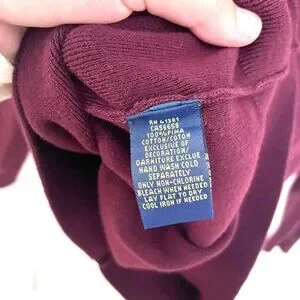 RN 41381
CA56658
100% PIMA
COTTON/COTON
EXCLUSIVE OF
DECORATION/
GARNITURE EXCLUE
HAND WASH COLD
SEPARATELY
ONLY NON-CHLORINE
BLEACH WHEN NEEDED
LAY FLAT TO DRY
COOL IRON IF NEEDED